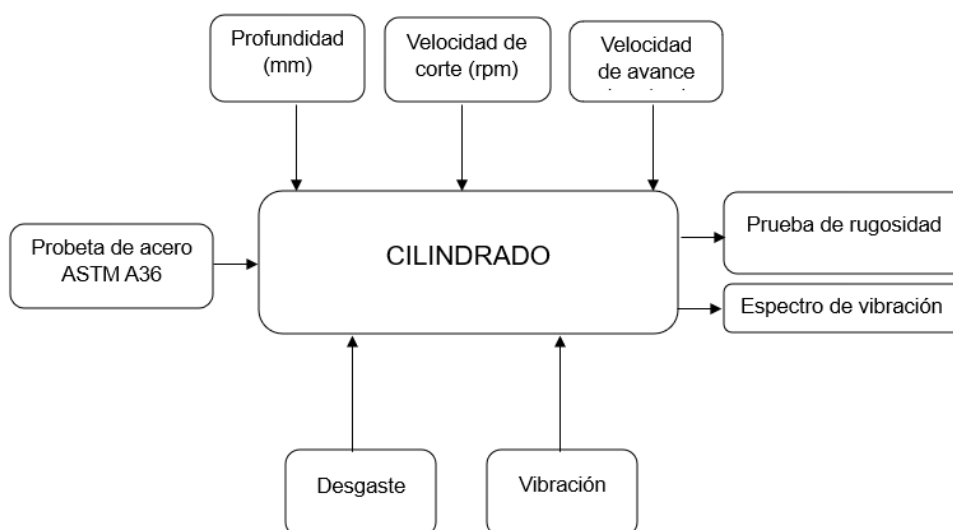 Profundidad
(mm)
Velocidad de
corte (rpm)
Velocidad
de avance
Probeta de acero
ASTM A36
CILINDRADO
Prueba de rugosidad
Espectro de vibración
Desgaste
Vibración